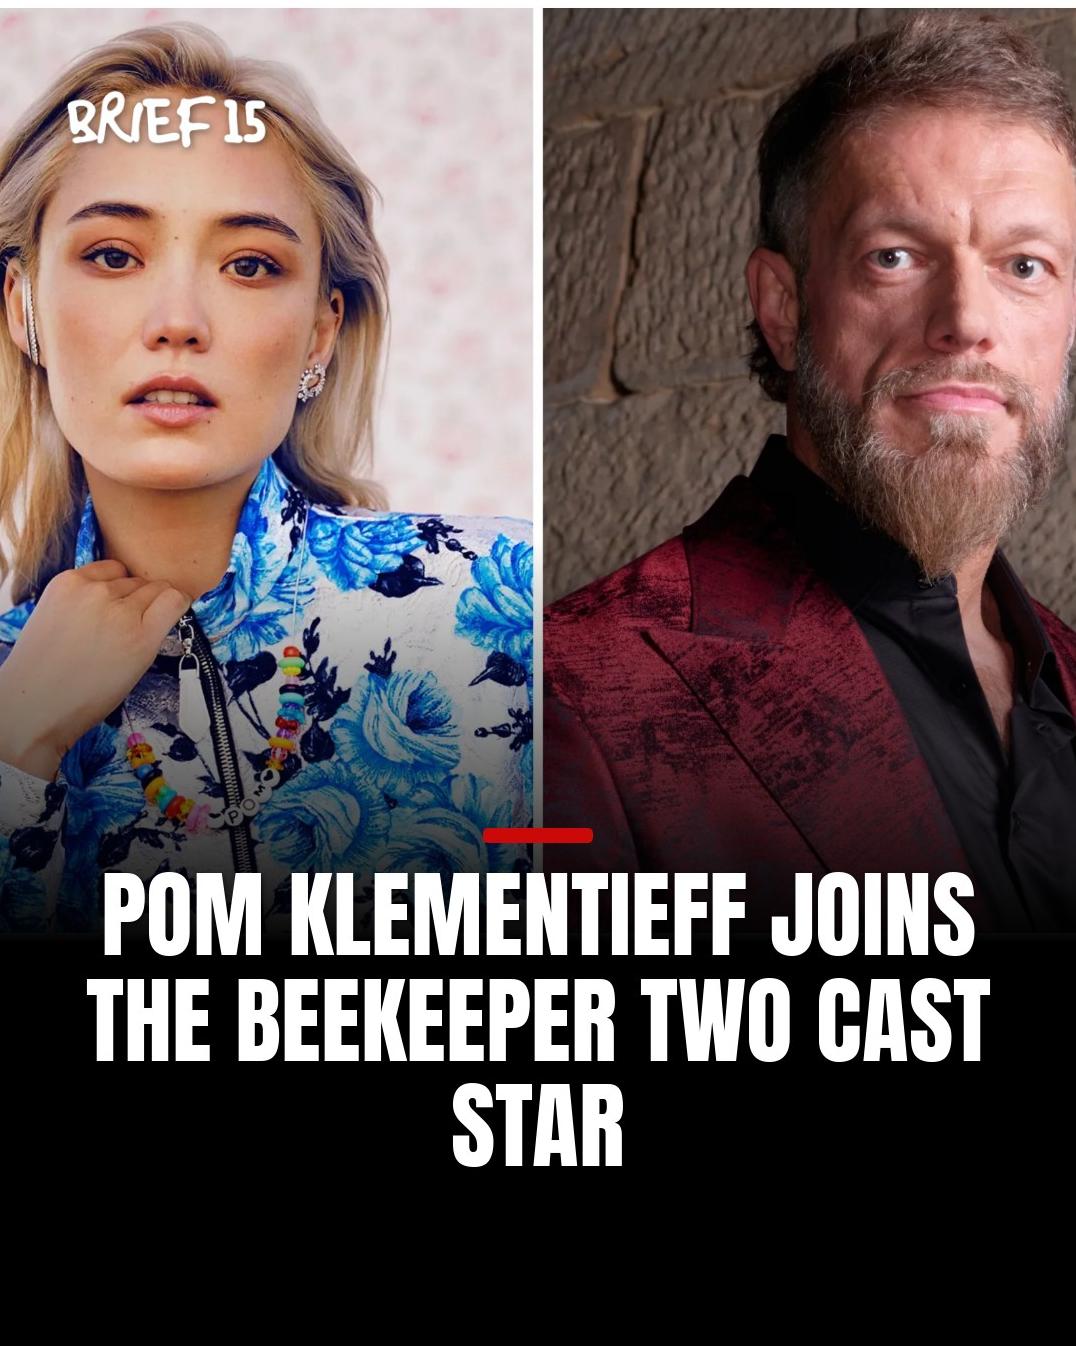 BRIEF 15
POM
POM KLEMENTIEFF JOINS
THE BEEKEEPER TWO CAST
STAR